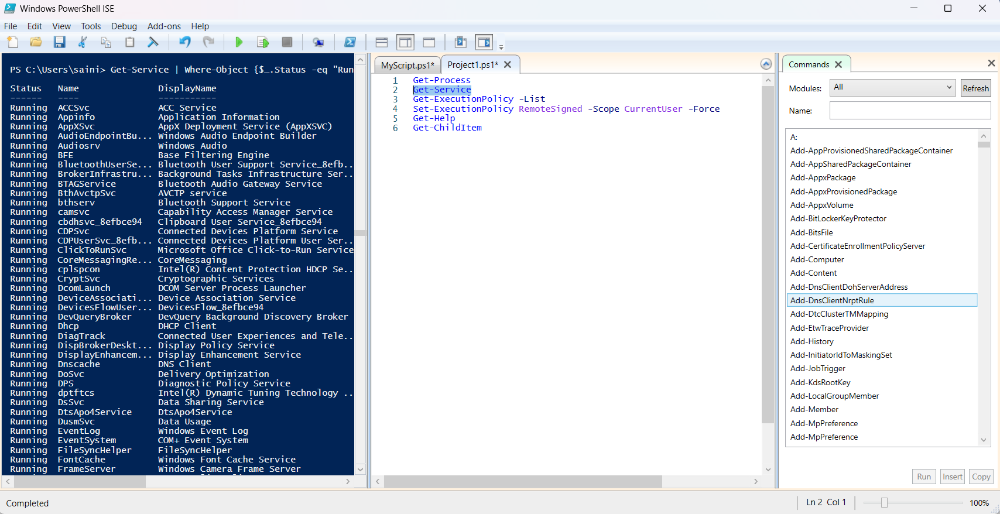 Windows PowerShell ISE
File Edit View Tools Debug Add-ons Help
PS C:\Users\saini> Get-Service | Where-Object {$_.Status -eq "Run
Status Name DisplayName
------ ---- -----------
Running ACCSvc ACC Service
Running Appinfo Application Information
Running AppXSvc AppX Deployment Service (AppXSVC)
Running AudioEndpointBu... Windows Audio Endpoint Builder
Running Audiosrv Windows Audio
Running BFE Base Filtering Engine
Running BluetoothUserSe... Bluetooth User Support Service_8efb..
Running BrokerInfrastru... Background Tasks Infrastructure Ser..
Running BTAGService Bluetooth Audio Gateway Service
Running BthAvctpSvc AVCTP service
Running bthserv Bluetooth Support Service
Running camsvc Capability Access Manager Service
Running cbdhsvc_8efbce94 Clipboard User Service_8efbce94
Running CDPSvc Connected Devices Platform Service
Running CDPUserSvc_8efb... Connected Devices Platform User Ser..
Running ClickToRunSvc Microsoft Office Click-to-Run Service
Running CoreMessagingRe... CoreMessaging
Running cplspcon Intel(R) Content Protection HDCP Se..
Running CryptSvc Cryptographic Services
Running DcomLaunch DCOM Server Process Launcher
Running DeviceAssociati... Device Association Service
Running DevicesFlowUser... DevicesFlow_8efbce94
Running DevQueryBroker DevQuery Background Discovery Broker
Running Dhcp DHCP Client
Running DiagTrack Connected User Experiences and Tele..
Running DispBrokerDeskt... Display Policy Service
Running DisplayEnhancem... Display Enhancement Service
Running Dnscache DNS Client
Running DoSvc Delivery Optimization
Running DPS Diagnostic Policy Service
Running dptftcs Intel(R) Dynamic Tuning Technology ..
Running DsSvc Data Sharing Service
Running DtsApo4Service DtsApo4Service
Running DusmSvc Data Usage
Running EventLog Windows Event Log
Running EventSystem COM+ Event System
Running FileSyncHelper FileSyncHelper
Running FontCache Windows Font Cache Service
Running FrameServer Windows Camera Frame Server
MyScript.ps1* Project1.ps1*
1 Get-Process
2 Get-Service
3 Get-ExecutionPolicy -List
4 Set-ExecutionPolicy RemoteSigned -Scope CurrentUser -Force
5 Get-Help
6 Get-ChildItem
Commands
Modules: All Refresh
Name:
A:
Add-AppProvisionedSharedPackageContainer
Add-AppSharedPackageContainer
Add-AppxPackage
Add-AppxProvisionedPackage
Add-AppxVolume
Add-BitLockerKeyProtector
Add-BitsFile
Add-CertificateEnrollmentPolicyServer
Add-Computer
Add-Content
Add-DnsClientDohServerAddress
Add-DnsClientNrptRule
Add-DtcClusterTMMapping
Add-EtwTraceProvider
Add-History
Add-InitiatorIdToMaskingSet
Add-JobTrigger
Add-KdsRootKey
Add-LocalGroupMember
Add-Member
Add-MpPreference
Add-MpPreference
Run Insert Copy
Completed
Ln 2 Col 1
100%